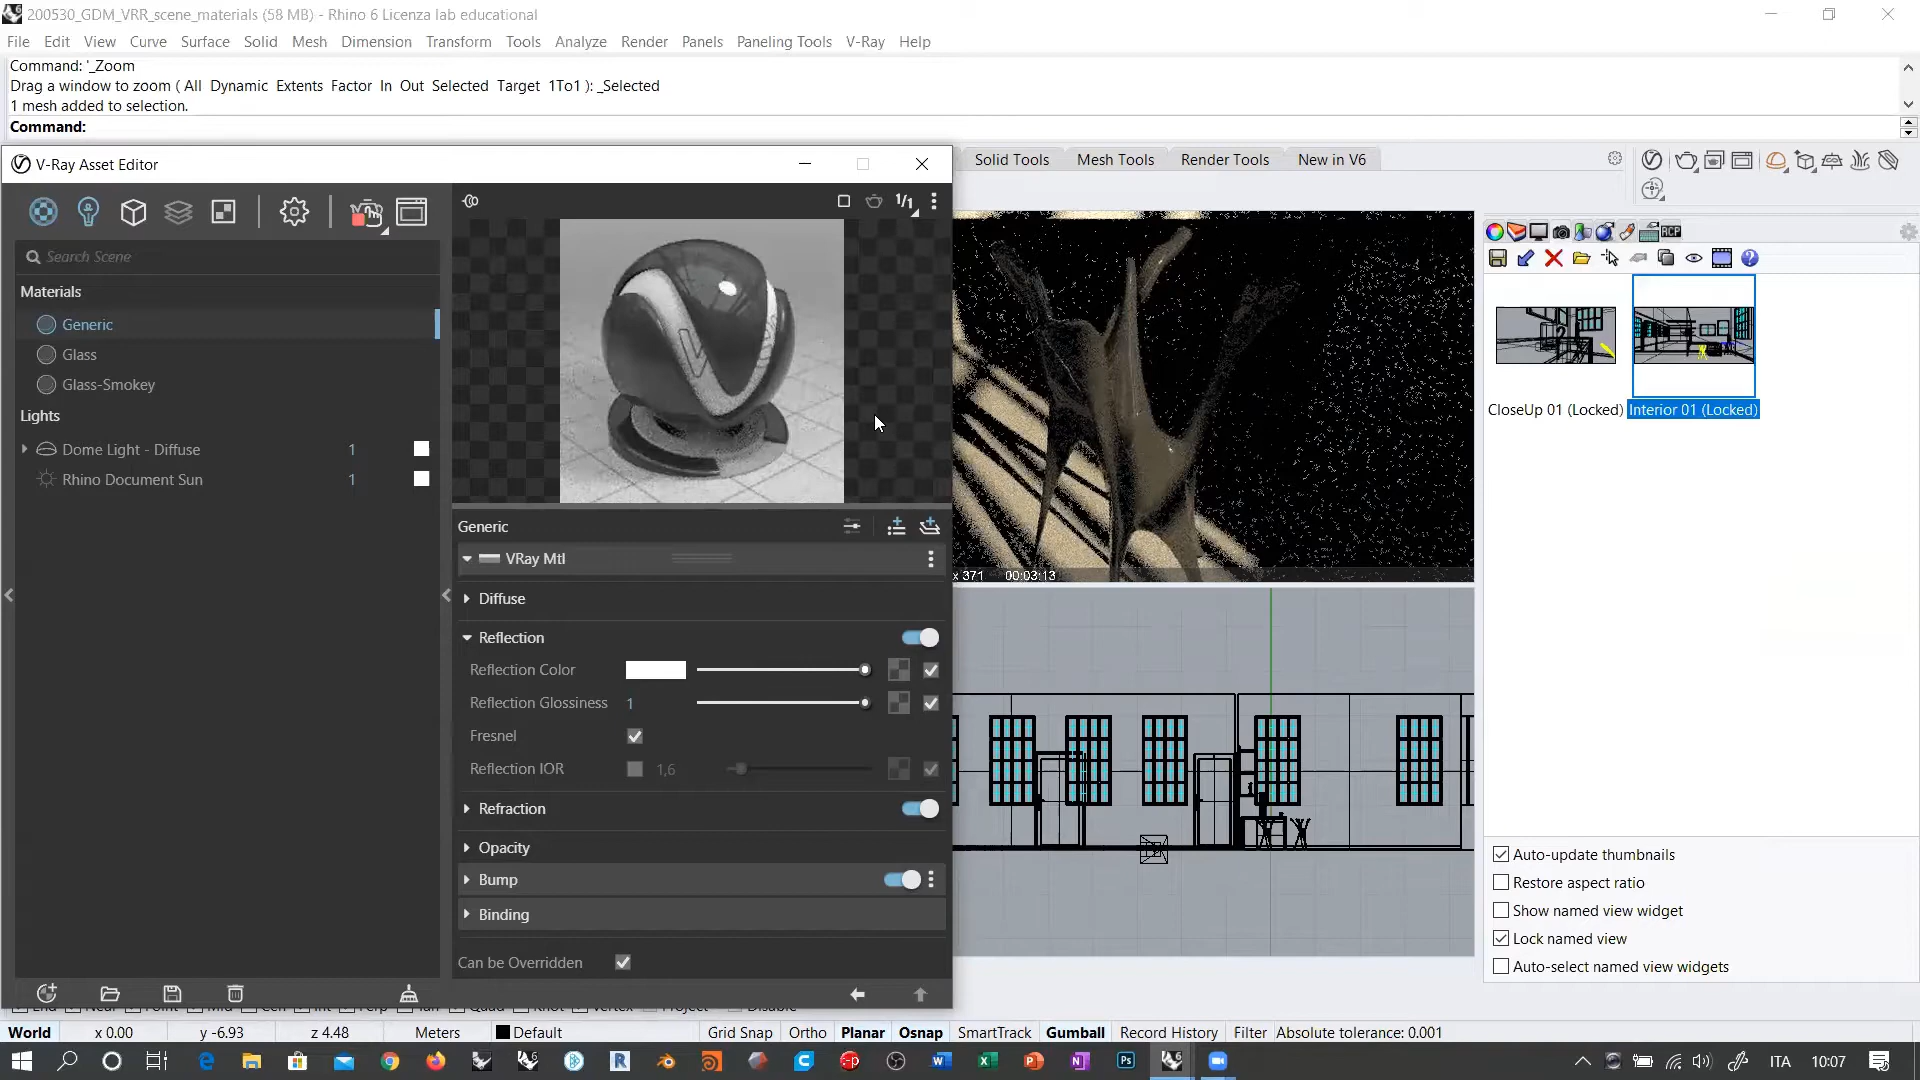 200530_GDM_VRR_scene_materials (58 MB) - Rhino 6 Licenza lab educational
File Edit View Curve Surface Solid Mesh Dimension Transform Tools Analyze Render Panels Paneling Tools V-Ray Help
Command: '_Zoom
Drag a window to zoom ( All Dynamic Extents Factor In Out Selected Target 1To1 ): _Selected
1 mesh added to selection.
Command:
V-Ray Asset Editor
Solid Tools Mesh Tools Render Tools New in V6
1/1
RCP
Search Scene
Materials
Generic
Glass
Glass-Smokey
Lights
Dome Light - Diffuse 1
Rhino Document Sun 1
CloseUp 01 (Locked) Interior 01 (Locked)
Generic
VRay Mtl
x 371 00:03:13
Diffuse
Reflection
Reflection Color
Reflection Glossiness 1
Fresnel
Reflection IOR 1,6
Refraction
Opacity
Bump
Binding
Can be Overridden
Auto-update thumbnails
Restore aspect ratio
Show named view widget
Lock named view
Auto-select named view widgets
World x 0.00 y -6.93 z 4.48 Meters Default Grid Snap Ortho Planar Osnap SmartTrack Gumball Record History Filter Absolute tolerance: 0.001
ITA 10:07